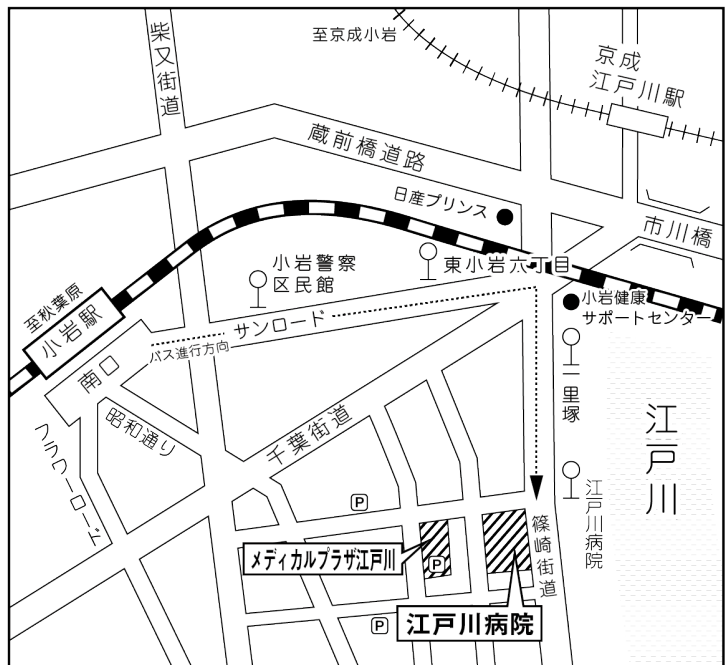 柴又街道
至京成小岩
京成
江戸川駅
蔵前橋道路
日産プリンス
市川橋
小岩警察
区民館
東小岩六丁目
至秋葉原
小岩駅
小岩健康
サポートセンター
サンロード
バス進行方向
南口
二里塚
昭和通り
千葉街道
フラワーロード
江戸川
江戸川病院
P
篠崎街道
メディカルプラザ江戸川
P
P
江戸川病院